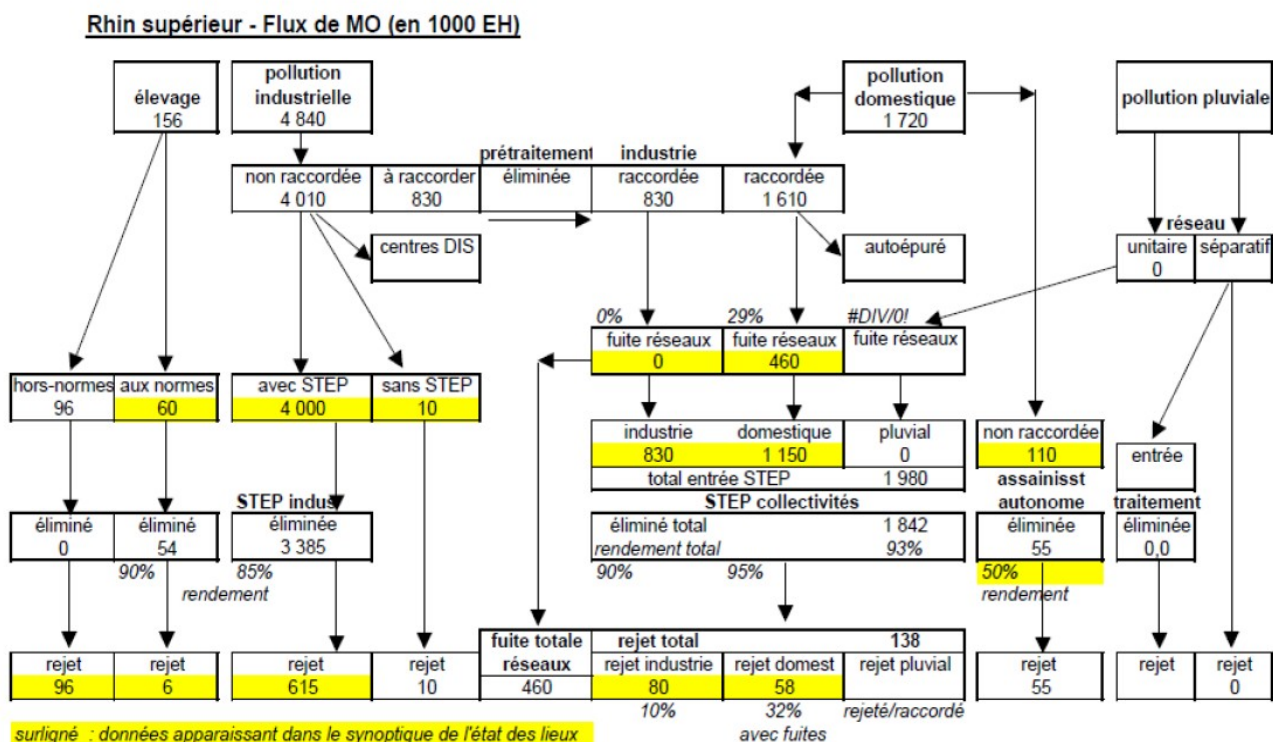 Rhin supérieur - Flux de MO (en 1000 EH)
élevage
156
pollution
industrielle
4 840
pollution
domestique
1 720
pollution pluviale
prétraitement industrie
non raccordée
4 010
à raccorder
830
éliminée
raccordée
830
raccordée
1 610
centres DIS
autoépuré
réseau
unitaire
0
séparatif
0%
29%
#DIV/0!
fuite réseaux
0
fuite réseaux
460
fuite réseaux
hors-normes
96
aux normes
60
avec STEP
4 000
sans STEP
10
industrie
830
domestique
1 150
pluvial
0
total entrée STEP 1 980
non raccordée
110
entrée
STEP indus
STEP collectivités
assainisst
autonome
traitement
éliminé
0
éliminé
54
éliminée
3 385
éliminé total 1 842
rendement total 93%
éliminée
55
éliminée
0,0
90%
85%
rendement
90%
95%
50%
rendement
fuite totale
réseaux
460
rejet total 138
rejet
96
rejet
6
rejet
615
rejet
10
rejet industrie
80
rejet domest
58
rejet pluvial
rejet
55
rejet
rejet
0
10%
32%
rejeté/raccordé
avec fuites
surligné : données apparaissant dans le synoptique de l'état des lieux